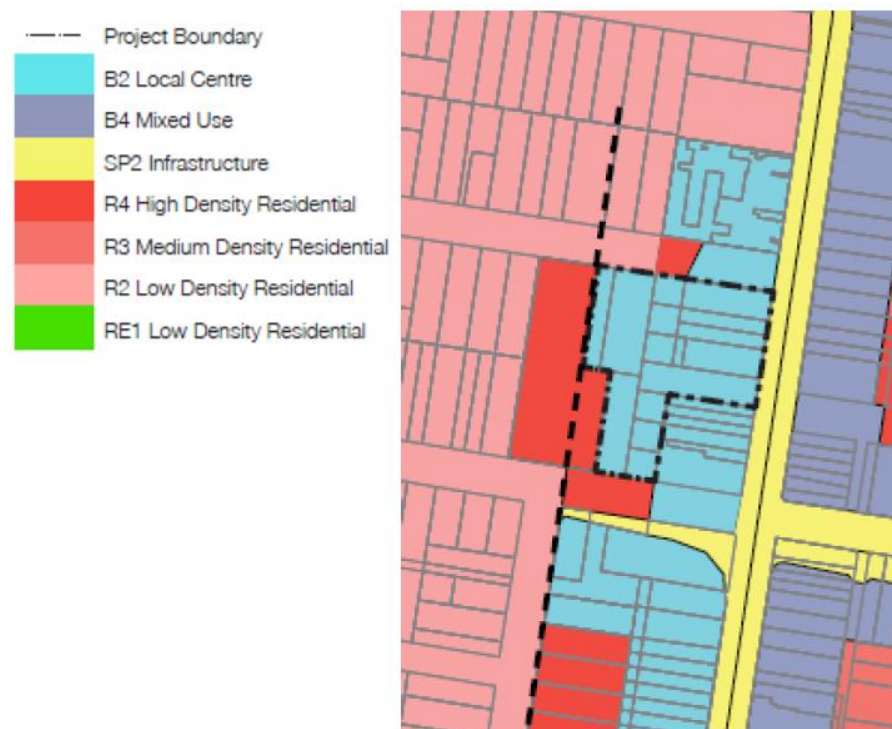 Project Boundary
B2 Local Centre
B4 Mixed Use
SP2 Infrastructure
R4 High Density Residential
R3 Medium Density Residential
R2 Low Density Residential
RE1 Low Density Residential